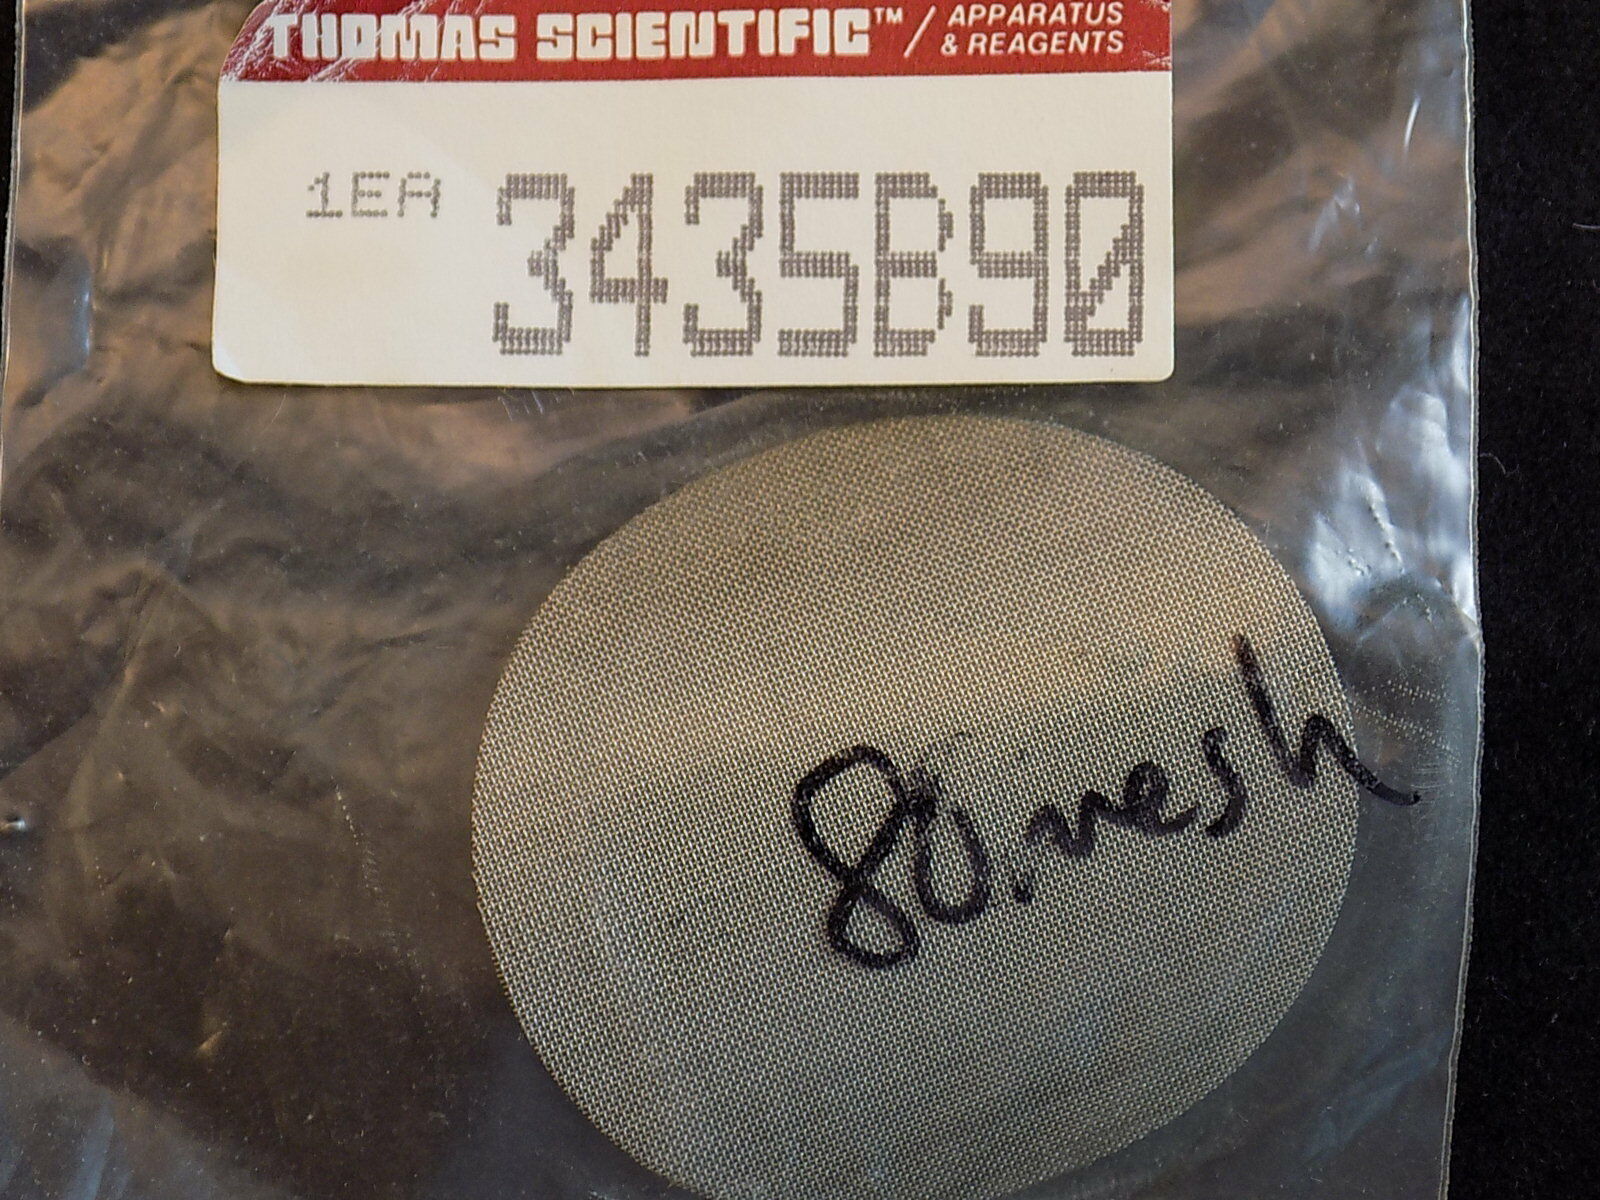 THOMAS SCIENTIFIC™ / APPARATUS & REAGENTS
1EA 3435B90
80.mesh